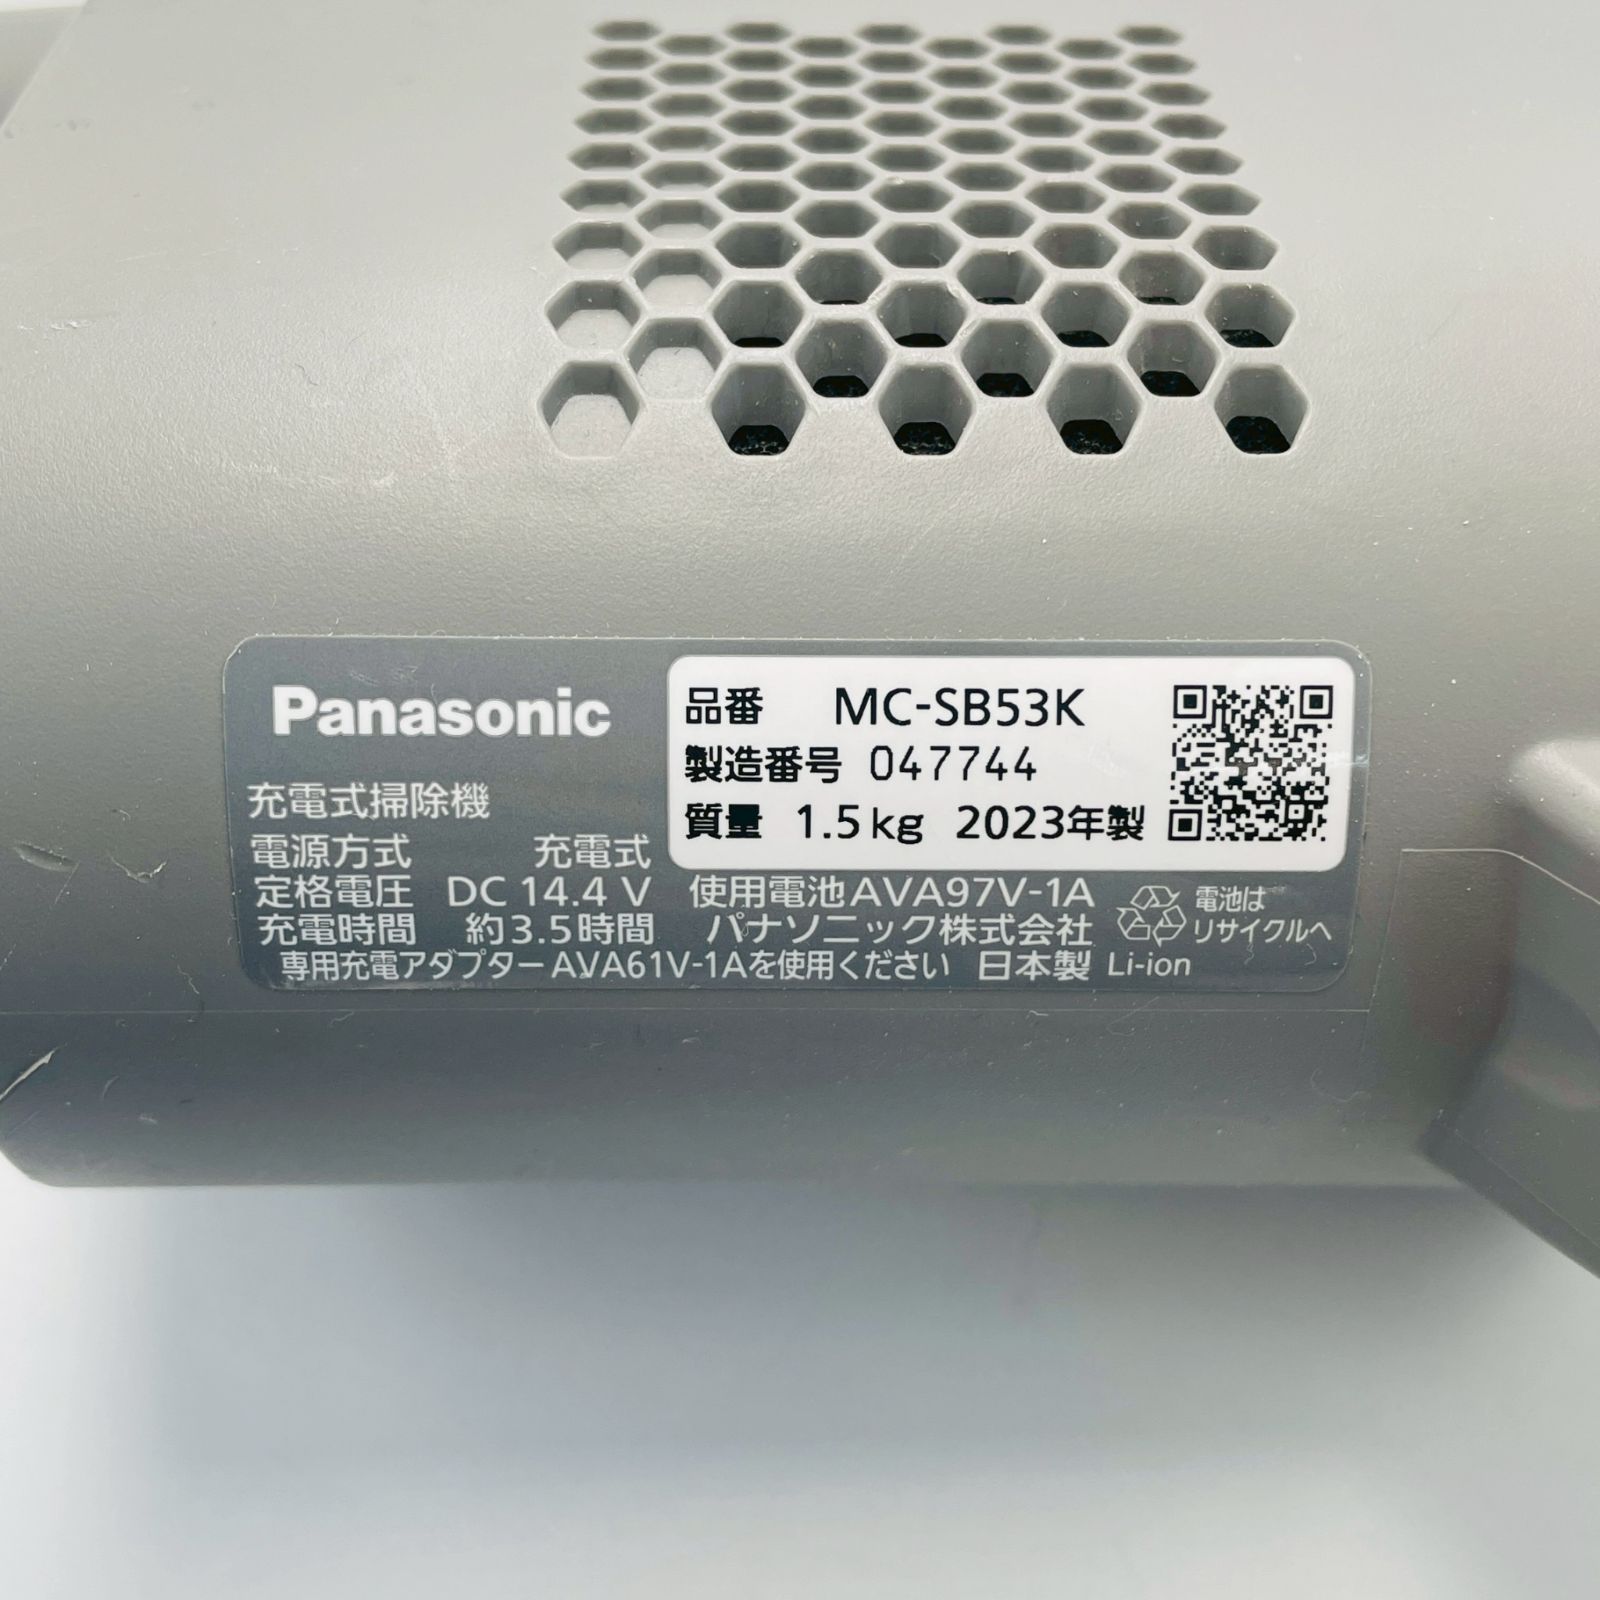 Panasonic
品番 MC-SB53K
製造番号 047744
質量 1.5kg 2023年製
充電式掃除機
電源方式 充電式
定格電圧 DC 14.4 V 使用電池AVA97V-1A
充電時間 約3.5時間 パナソニック株式会社
電池は
リサイクルへ
専用充電アダプターAVA61V-1Aを使用ください 日本製 Li-ion